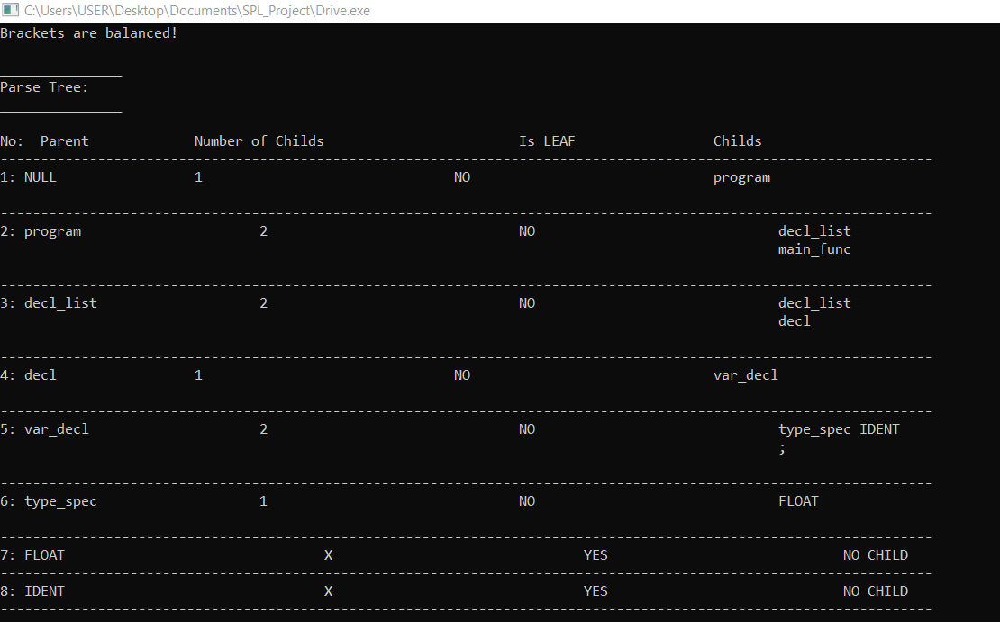 C:\Users\USER\Desktop\Documents\SPL_Project\Drive.exe
Brackets are balanced!
_______________
Parse Tree:
_______________
No:  Parent             Number of Childs                        Is LEAF                 Childs
-------------------------------------------------------------------------------------------------------------------
1: NULL                 1                               NO                              program
-------------------------------------------------------------------------------------------------------------------
2: program                      2                               NO                              decl_list
                                                                                                main_func
-------------------------------------------------------------------------------------------------------------------
3: decl_list                    2                               NO                              decl_list
                                                                                                decl
-------------------------------------------------------------------------------------------------------------------
4: decl                 1                               NO                              var_decl
-------------------------------------------------------------------------------------------------------------------
5: var_decl                     2                               NO                              type_spec IDENT
                                                                                                ;
-------------------------------------------------------------------------------------------------------------------
6: type_spec                    1                               NO                              FLOAT
-------------------------------------------------------------------------------------------------------------------
7: FLOAT                                X                               YES                             NO CHILD
-------------------------------------------------------------------------------------------------------------------
8: IDENT                                X                               YES                             NO CHILD
-------------------------------------------------------------------------------------------------------------------